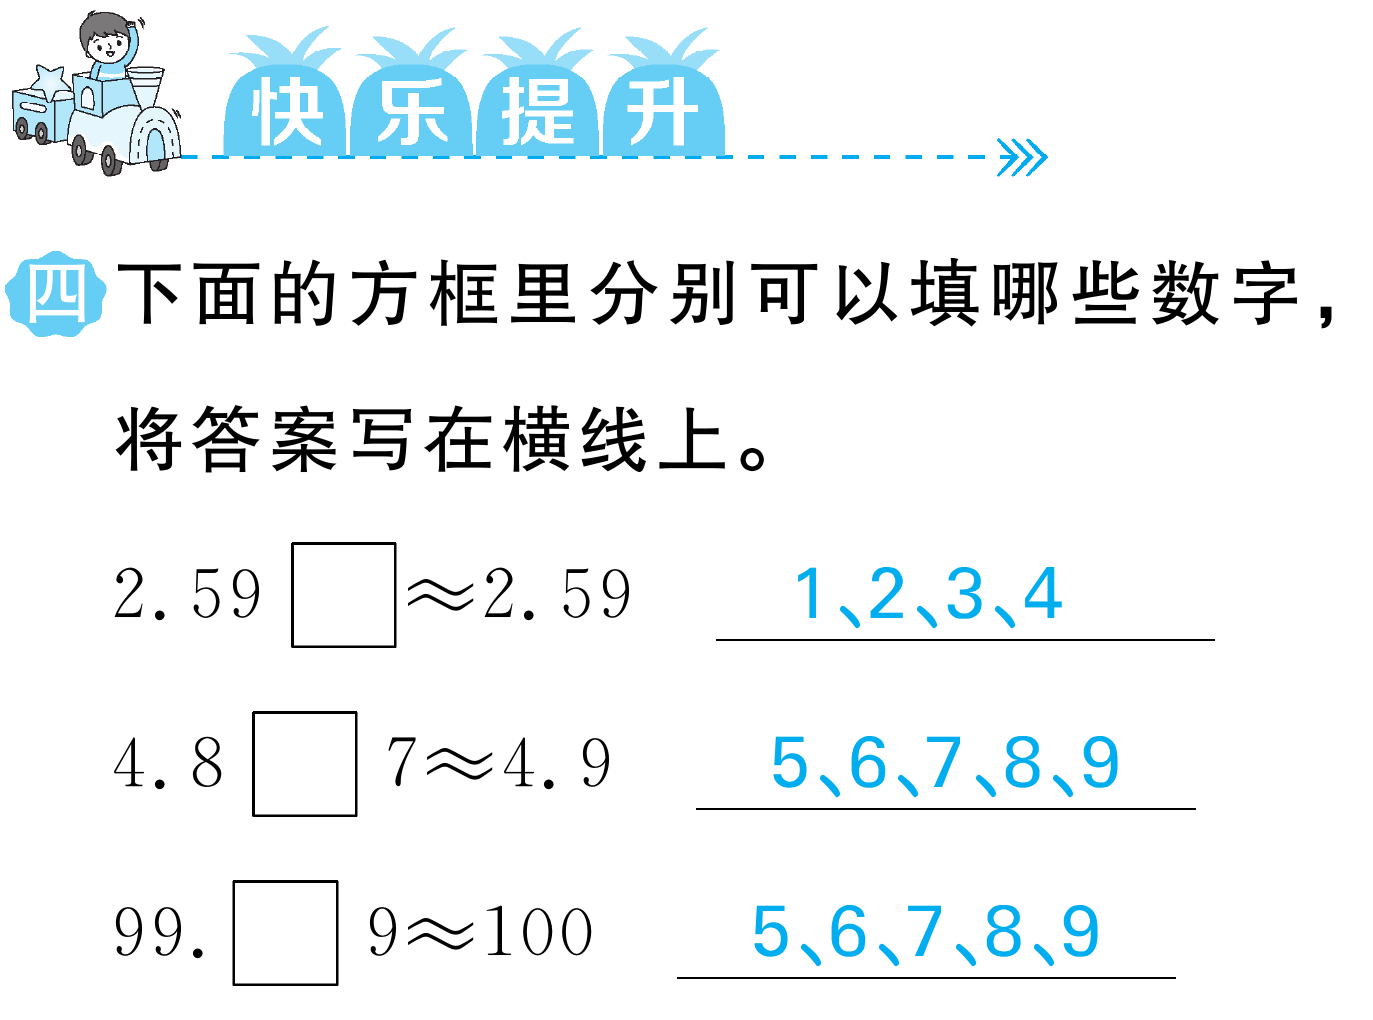 快乐提升
四 下面的方框里分别可以填哪些数字，
将答案写在横线上。
2.59□≈2.59 1、2、3、4
4.8□7≈4.9 5、6、7、8、9
99.□9≈100 5、6、7、8、9